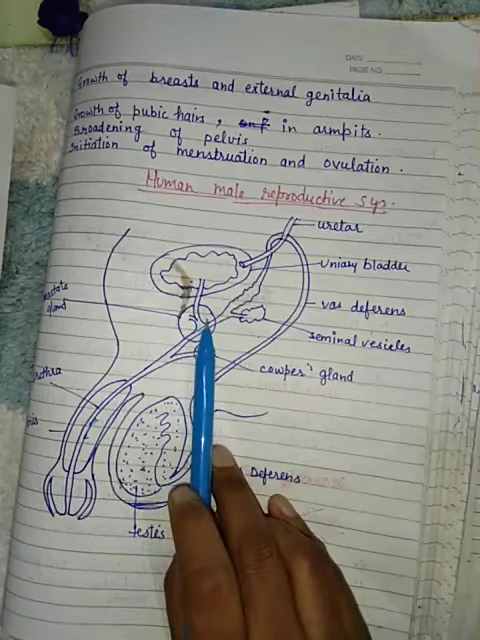 DATE
PAGE NO.
Growth of breasts and external genitalia
Growth of pubic hairs, in armpits.
Broadening of pelvis
Initiation of menstruation and ovulation.
Human male reproductive Sys.
uretar
uniary bladder
gland
vas deferens
seminal vesicles
cowper's gland
Deferens
testis